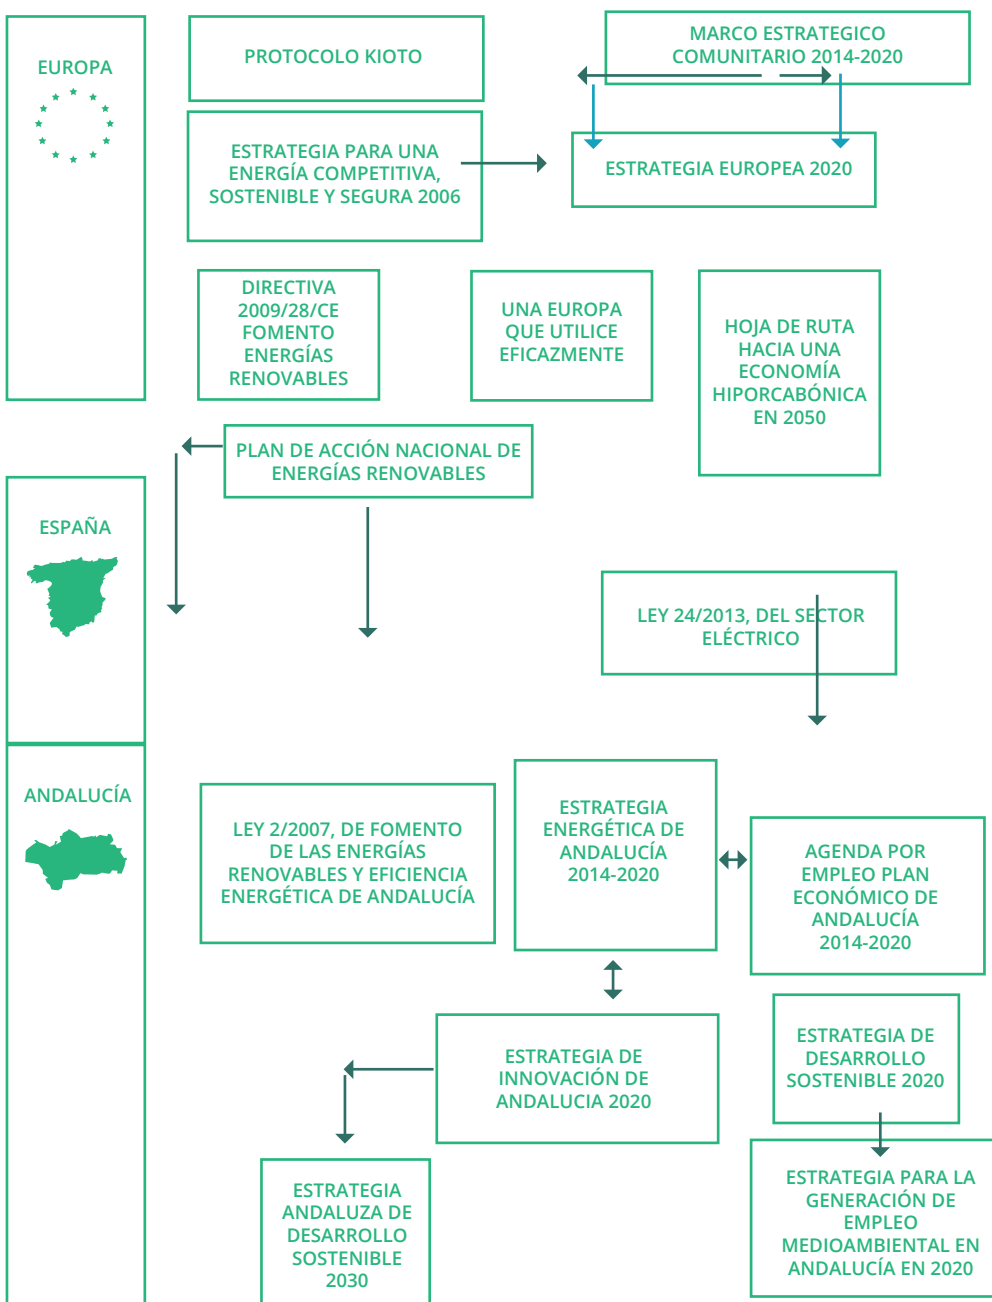 EUROPA
PROTOCOLO KIOTO
MARCO ESTRATEGICO
COMUNITARIO 2014-2020
ESTRATEGIA PARA UNA
ENERGÍA COMPETITIVA,
SOSTENIBLE Y SEGURA 2006
ESTRATEGIA EUROPEA 2020
DIRECTIVA
2009/28/CE
FOMENTO
ENERGÍAS
RENOVABLES
UNA EUROPA
QUE UTILICE
EFICAZMENTE
HOJA DE RUTA
HACIA UNA
ECONOMÍA
HIPORCABÓNICA
EN 2050
PLAN DE ACCIÓN NACIONAL DE
ENERGÍAS RENOVABLES
ESPAÑA
LEY 24/2013, DEL SECTOR
ELÉCTRICO
ANDALUCÍA
LEY 2/2007, DE FOMENTO
DE LAS ENERGÍAS
RENOVABLES Y EFICIENCIA
ENERGÉTICA DE ANDALUCÍA
ESTRATEGIA
ENERGÉTICA DE
ANDALUCÍA
2014-2020
AGENDA POR
EMPLEO PLAN
ECONÓMICO DE
ANDALUCÍA
2014-2020
ESTRATEGIA DE
INNOVACIÓN DE
ANDALUCIA 2020
ESTRATEGIA DE
DESARROLLO
SOSTENIBLE 2020
ESTRATEGIA
ANDALUZA DE
DESARROLLO
SOSTENIBLE
2030
ESTRATEGIA PARA LA
GENERACIÓN DE
EMPLEO
MEDIOAMBIENTAL EN
ANDALUCÍA EN 2020